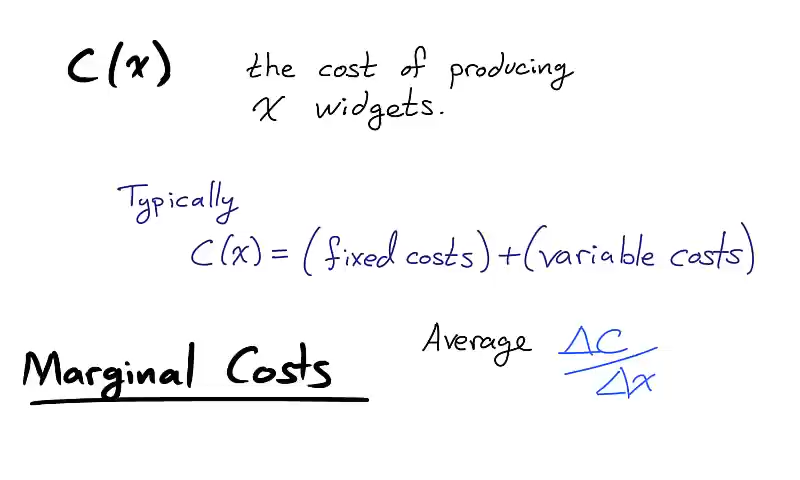 C(x) the cost of producing
x widgets.
Typically
C(x) = (fixed costs) + (variable costs)
Marginal Costs Average ΔC/Δx